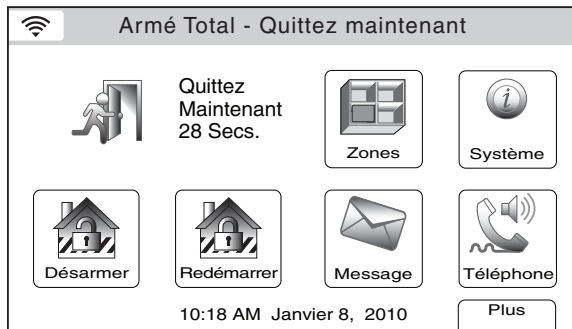 Armé Total - Quittez maintenant
Quittez
Maintenant
28 Secs.
Zones
Système
Désarmer
Redémarrer
Message
Téléphone
10:18 AM Janvier 8, 2010
Plus